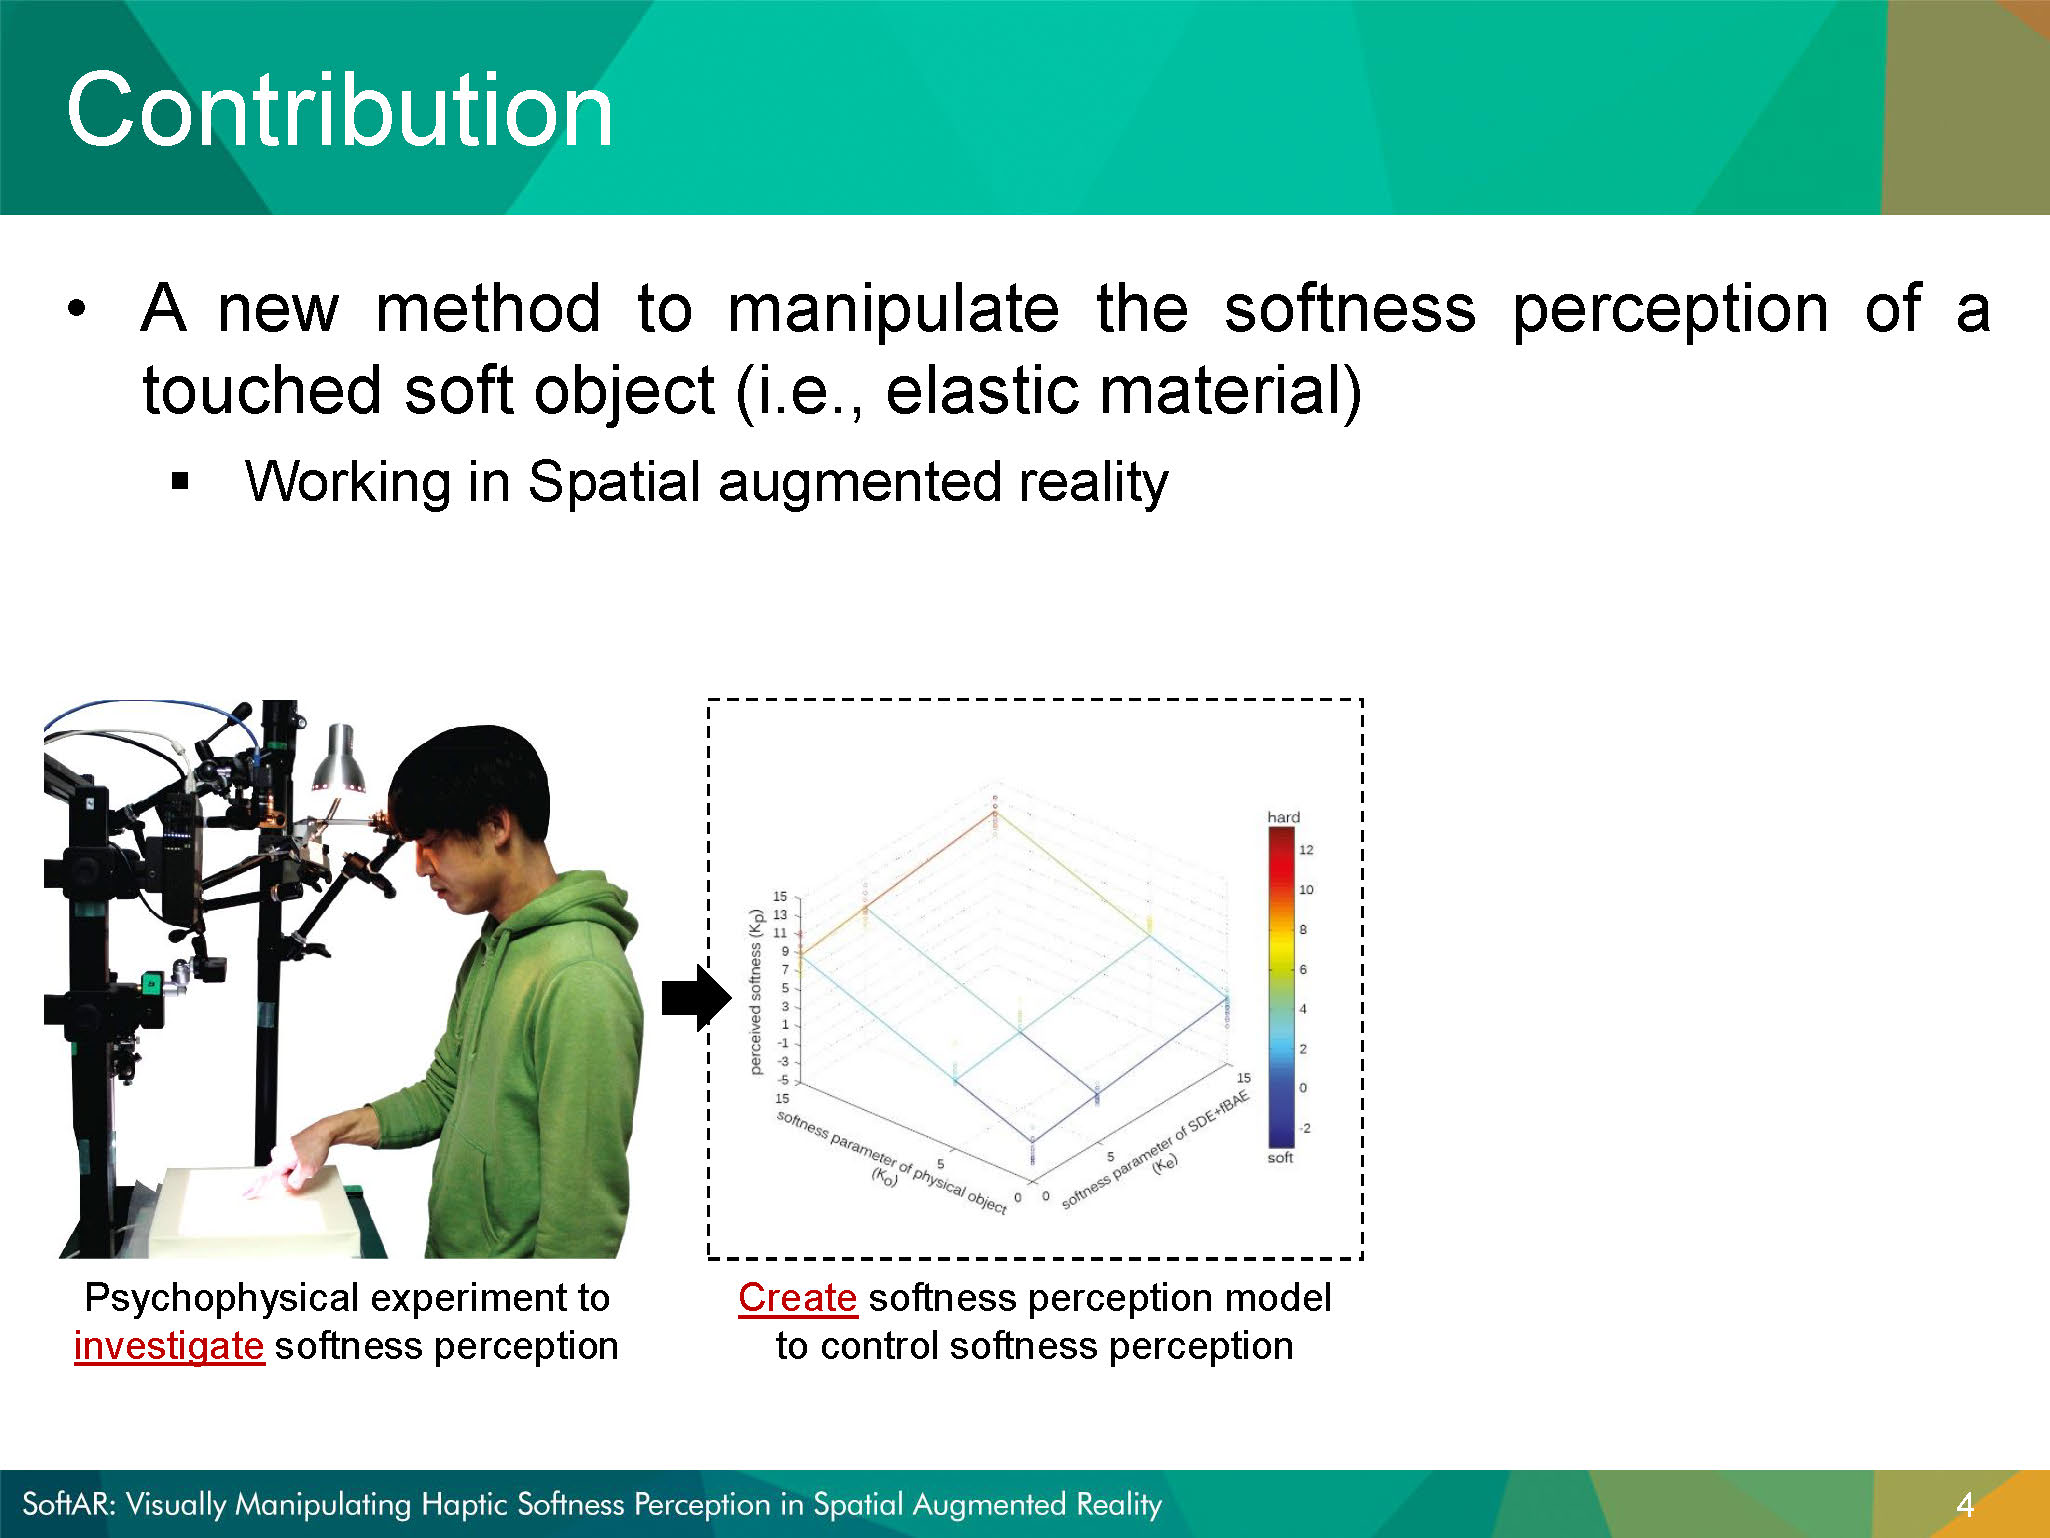 Contribution
• A new method to manipulate the softness perception of a
touched soft object (i.e., elastic material)
▪ Working in Spatial augmented reality
hard
12
10
8
6
4
2
0
-2
soft
perceived softness (Kp)
15
13
11
9
7
5
3
1
-1
-3
-5
15
5
0
softness parameter of physical object
(Ko)
0
5
15
softness parameter of SDE+fBAE
(Ke)
Psychophysical experiment to
investigate softness perception
Create softness perception model
to control softness perception
SoftAR: Visually Manipulating Haptic Softness Perception in Spatial Augmented Reality
4